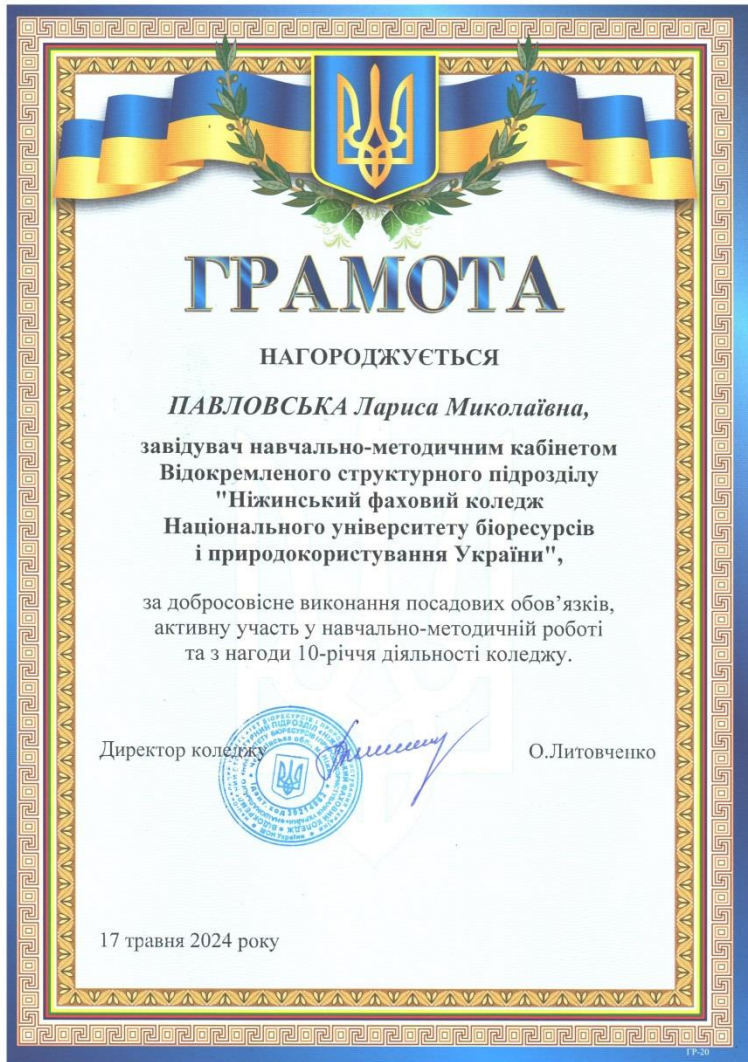 ГРАМОТА
НАГОРОДЖУЄТЬСЯ
ПАВЛОВСЬКА Лариса Миколаївна,
завідувач навчально-методичним кабінетом
Відокремленого структурного підрозділу
"Ніжинський фаховий коледж
Національного університету біоресурсів
і природокористування України",
за добросовісне виконання посадових обов’язків,
активну участь у навчально-методичній роботі
та з нагоди 10-річчя діяльності коледжу.
Директор коледжу О.Литовченко
17 травня 2024 року
ГР-20